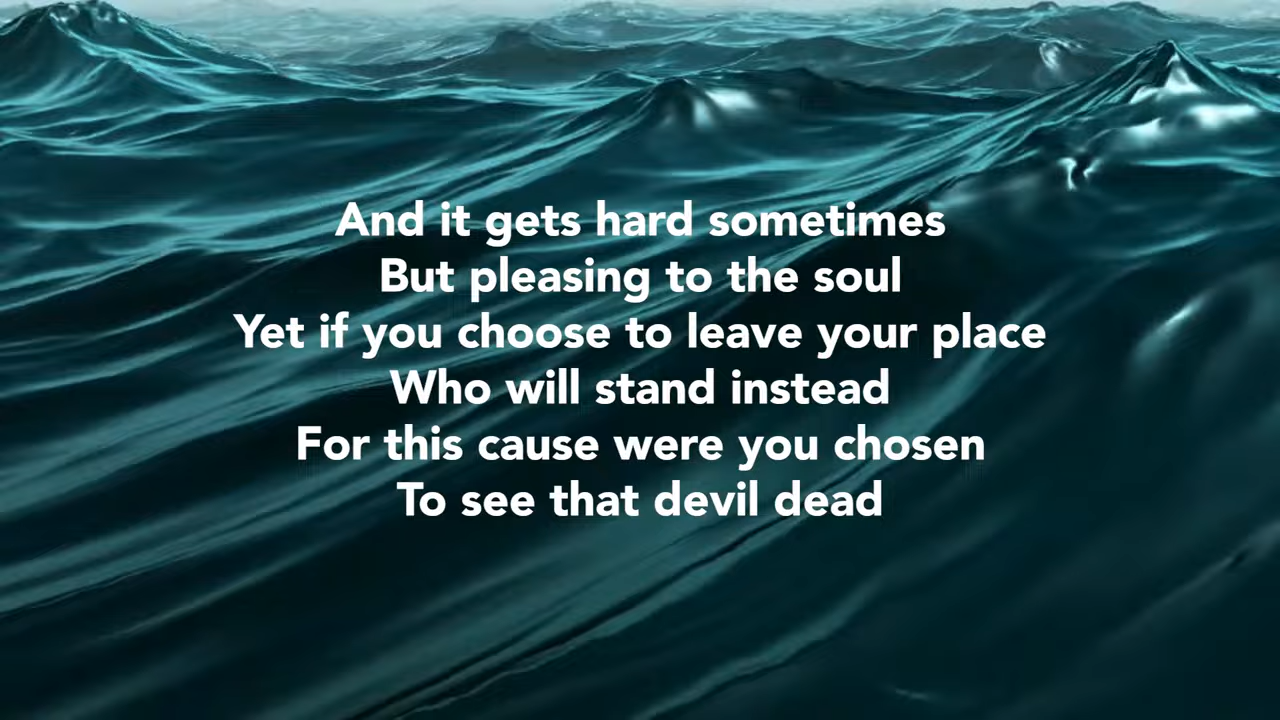 And it gets hard sometimes
But pleasing to the soul
Yet if you choose to leave your place
Who will stand instead
For this cause were you chosen
To see that devil dead